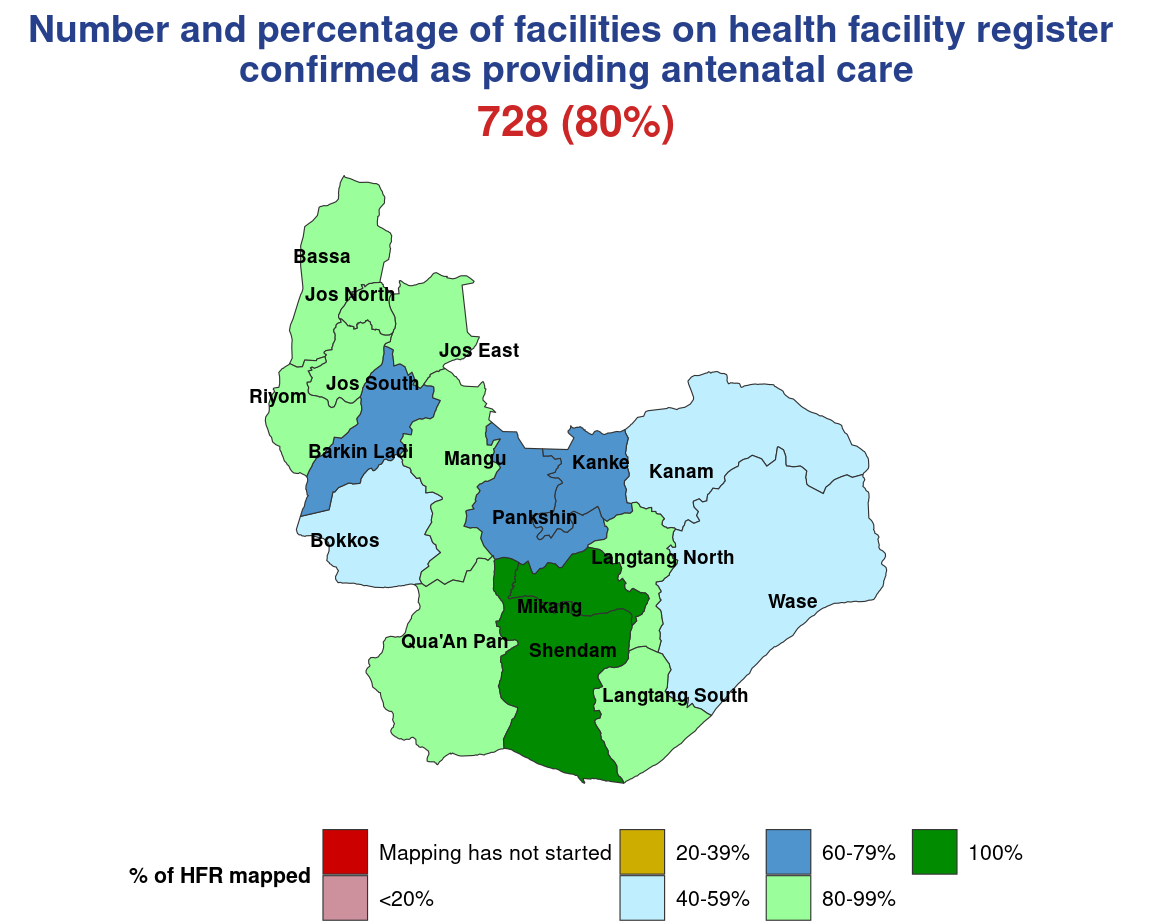 Number and percentage of facilities on health facility register
confirmed as providing antenatal care
728 (80%)
Bassa
Jos North
Jos East
Jos South
Riyom
Barkin Ladi
Mangu
Kanke
Kanam
Pankshin
Bokkos
Langtang North
Wase
Mikang
Qua'An Pan
Shendam
Langtang South
% of HFR mapped
Mapping has not started
<20%
20-39%
40-59%
60-79%
80-99%
100%